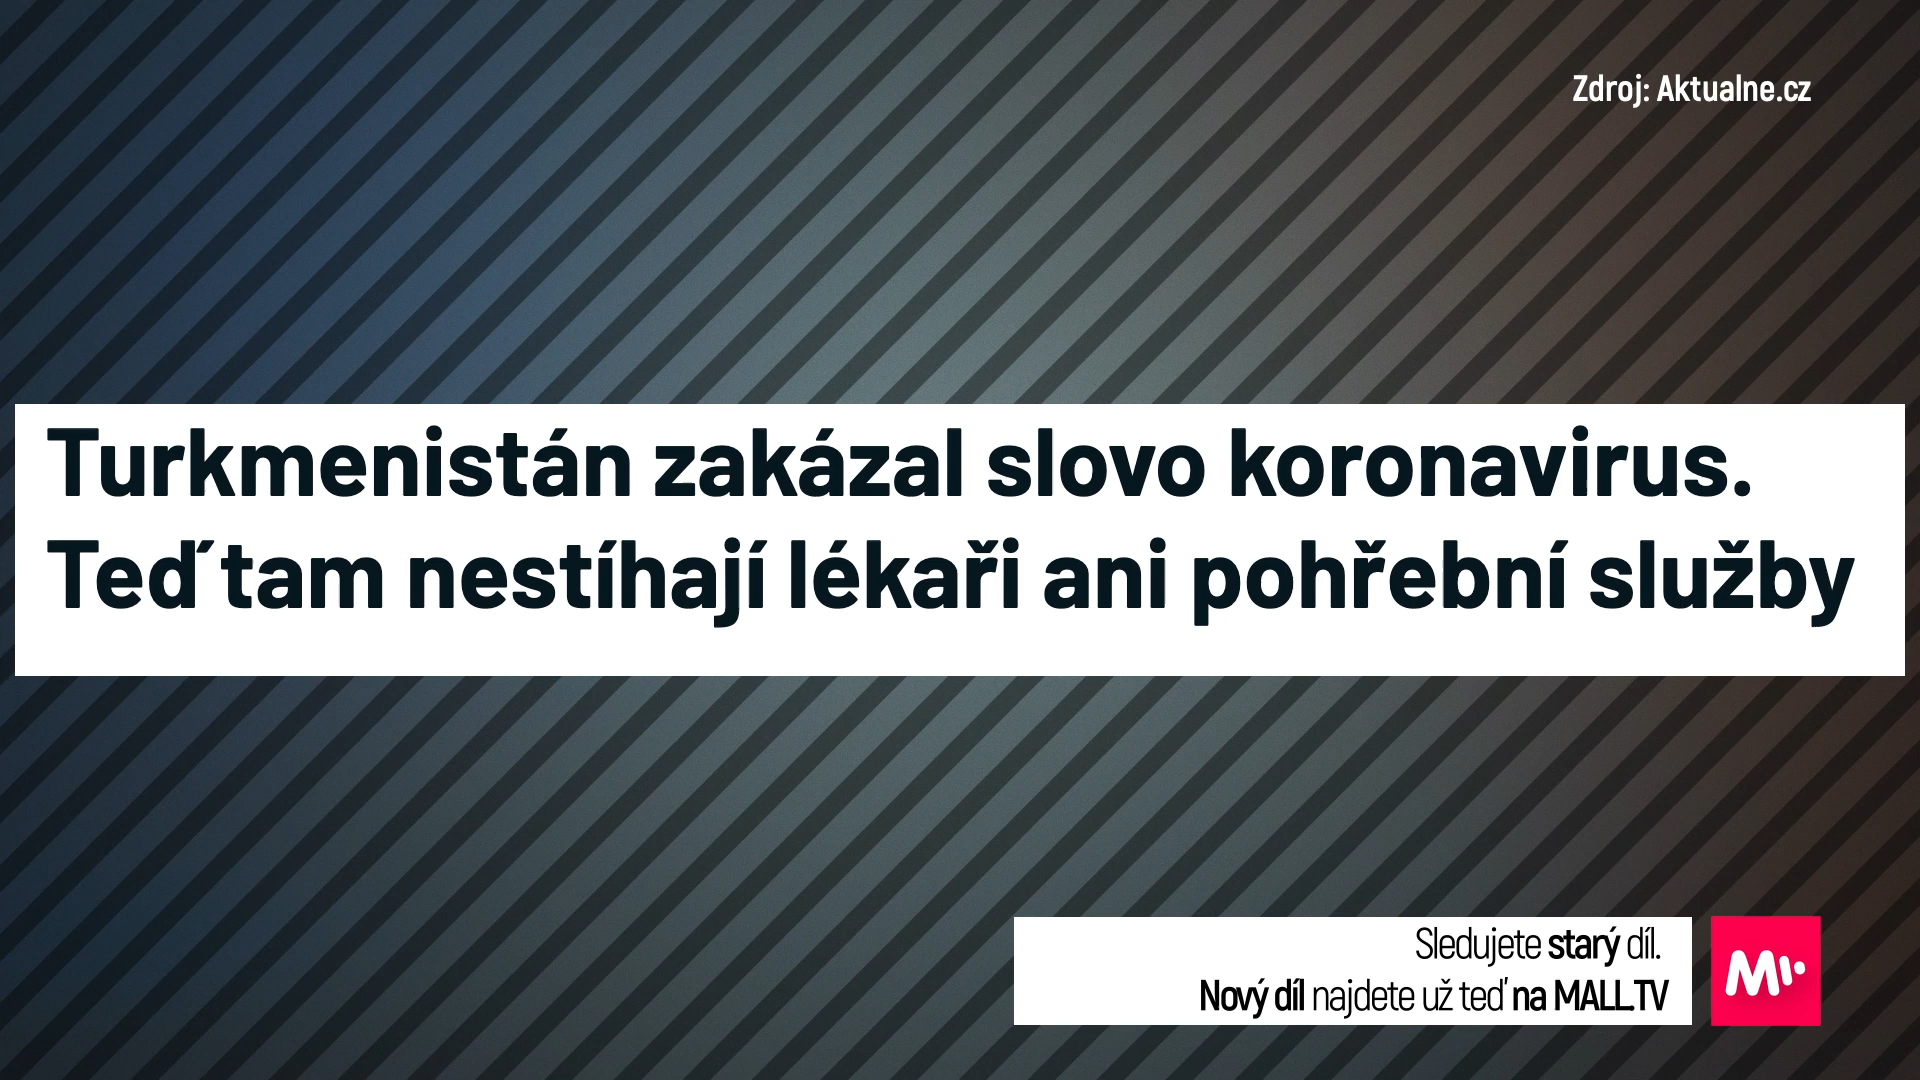 Zdroj: Aktualne.cz
Turkmenistán zakázal slovo koronavirus.
Teď tam nestíhají lékaři ani pohřební služby
Sledujete starý díl.
Nový díl najdete už teď na MALL.TV